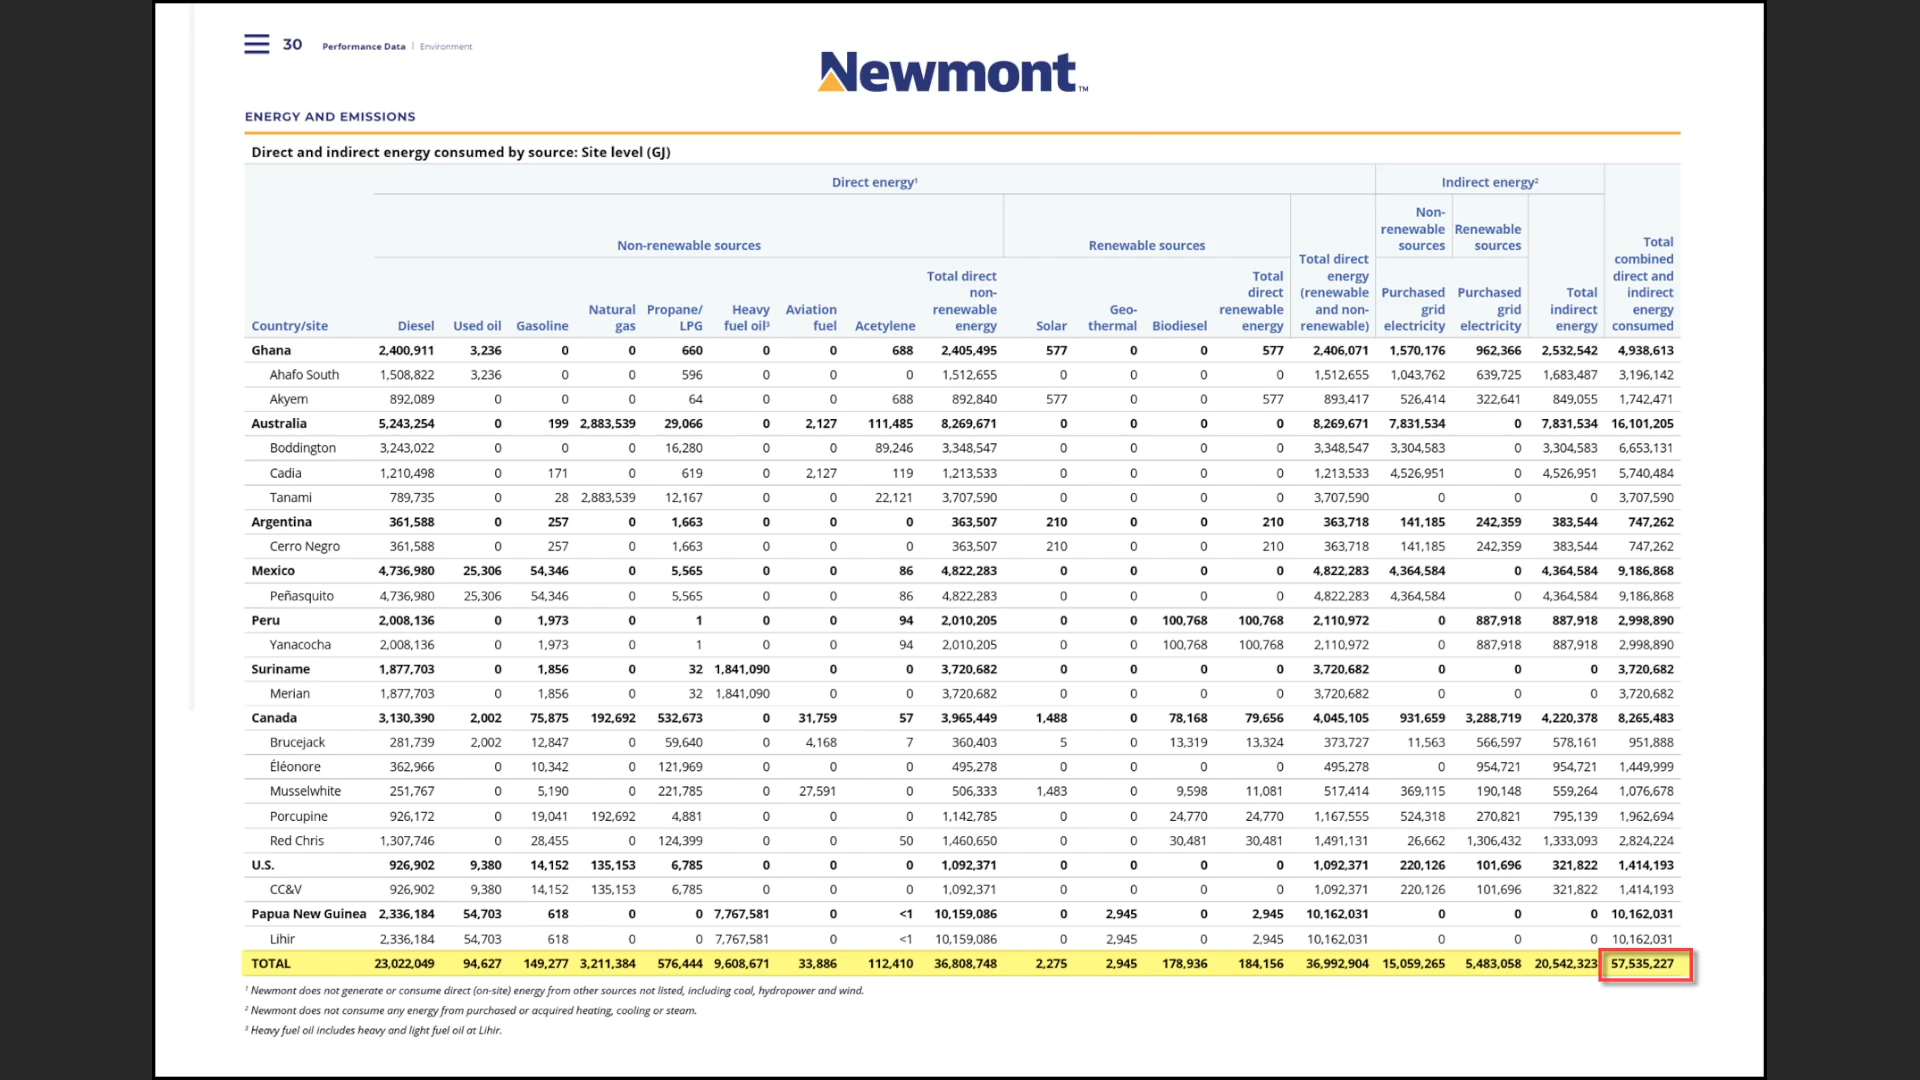 30 Performance Data | Environment
Newmont™
ENERGY AND EMISSIONS
Direct and indirect energy consumed by source: Site level (GJ)
Direct energy¹ Indirect energy²
Non-renewable sources Renewable sources Non-renewable sources Renewable sources
Country/site Diesel Used oil Gasoline Natural gas Propane/LPG Heavy fuel oil³ Aviation fuel Acetylene Total direct non-renewable energy Solar Geo-thermal Biodiesel Total direct renewable energy Total direct energy (renewable and non-renewable) Purchased grid electricity Purchased grid electricity Total indirect energy Total combined direct and indirect energy consumed
Ghana 2,400,911 3,236 0 0 660 0 0 688 2,405,495 577 0 0 577 2,406,071 1,570,176 962,366 2,532,542 4,938,613
Ahafo South 1,508,822 3,236 0 0 596 0 0 0 1,512,655 0 0 0 0 1,512,655 1,043,762 639,725 1,683,487 3,196,142
Akyem 892,089 0 0 0 64 0 0 688 892,840 577 0 0 577 893,417 526,414 322,641 849,055 1,742,471
Australia 5,243,254 0 199 2,883,539 29,066 0 2,127 111,485 8,269,671 0 0 0 0 8,269,671 7,831,534 0 7,831,534 16,101,205
Boddington 3,243,022 0 0 0 16,280 0 0 89,246 3,348,547 0 0 0 0 3,348,547 3,304,583 0 3,304,583 6,653,131
Cadia 1,210,498 0 171 0 619 0 2,127 119 1,213,533 0 0 0 0 1,213,533 4,526,951 0 4,526,951 5,740,484
Tanami 789,735 0 28 2,883,539 12,167 0 0 22,121 3,707,590 0 0 0 0 3,707,590 0 0 0 3,707,590
Argentina 361,588 0 257 0 1,663 0 0 0 363,507 210 0 0 210 363,718 141,185 242,359 383,544 747,262
Cerro Negro 361,588 0 257 0 1,663 0 0 0 363,507 210 0 0 210 363,718 141,185 242,359 383,544 747,262
Mexico 4,736,980 25,306 54,346 0 5,565 0 0 86 4,822,283 0 0 0 0 4,822,283 4,364,584 0 4,364,584 9,186,868
Peñasquito 4,736,980 25,306 54,346 0 5,565 0 0 86 4,822,283 0 0 0 0 4,822,283 4,364,584 0 4,364,584 9,186,868
Peru 2,008,136 0 1,973 0 1 0 0 94 2,010,205 0 0 100,768 100,768 2,110,972 0 887,918 887,918 2,998,890
Yanacocha 2,008,136 0 1,973 0 1 0 0 94 2,010,205 0 0 100,768 100,768 2,110,972 0 887,918 887,918 2,998,890
Suriname 1,877,703 0 1,856 0 32 1,841,090 0 0 3,720,682 0 0 0 0 3,720,682 0 0 0 3,720,682
Merian 1,877,703 0 1,856 0 32 1,841,090 0 0 3,720,682 0 0 0 0 3,720,682 0 0 0 3,720,682
Canada 3,130,390 2,002 75,875 192,692 532,673 0 31,759 57 3,965,449 1,488 0 78,168 79,656 4,045,105 931,659 3,288,719 4,220,378 8,265,483
Brucejack 281,739 2,002 12,847 0 59,640 0 4,168 7 360,403 5 0 13,319 13,324 373,727 11,563 566,597 578,161 951,888
Éléonore 362,966 0 10,342 0 121,969 0 0 0 495,278 0 0 0 0 495,278 0 954,721 954,721 1,449,999
Musselwhite 251,767 0 5,190 0 221,785 0 27,591 0 506,333 1,483 0 9,598 11,081 517,414 369,115 190,148 559,264 1,076,678
Porcupine 926,172 0 19,041 192,692 4,881 0 0 0 1,142,785 0 0 24,770 24,770 1,167,555 524,318 270,821 795,139 1,962,694
Red Chris 1,307,746 0 28,455 0 124,399 0 0 50 1,460,650 0 0 30,481 30,481 1,491,131 26,662 1,306,432 1,333,093 2,824,224
U.S. 926,902 9,380 14,152 135,153 6,785 0 0 0 1,092,371 0 0 0 0 1,092,371 220,126 101,696 321,822 1,414,193
CC&V 926,902 9,380 14,152 135,153 6,785 0 0 0 1,092,371 0 0 0 0 1,092,371 220,126 101,696 321,822 1,414,193
Papua New Guinea 2,336,184 54,703 618 0 0 7,767,581 0 <1 10,159,086 0 2,945 0 2,945 10,162,031 0 0 0 10,162,031
Lihir 2,336,184 54,703 618 0 0 7,767,581 0 <1 10,159,086 0 2,945 0 2,945 10,162,031 0 0 0 10,162,031
TOTAL 23,022,049 94,627 149,277 3,211,384 576,444 9,608,671 33,886 112,410 36,808,748 2,275 2,945 178,936 184,156 36,992,904 15,059,265 5,483,058 20,542,323 57,535,227
¹ Newmont does not generate or consume direct (on-site) energy from other sources not listed, including coal, hydropower and wind.
² Newmont does not consume any energy from purchased or acquired heating, cooling or steam.
³ Heavy fuel oil includes heavy and light fuel oil at Lihir.